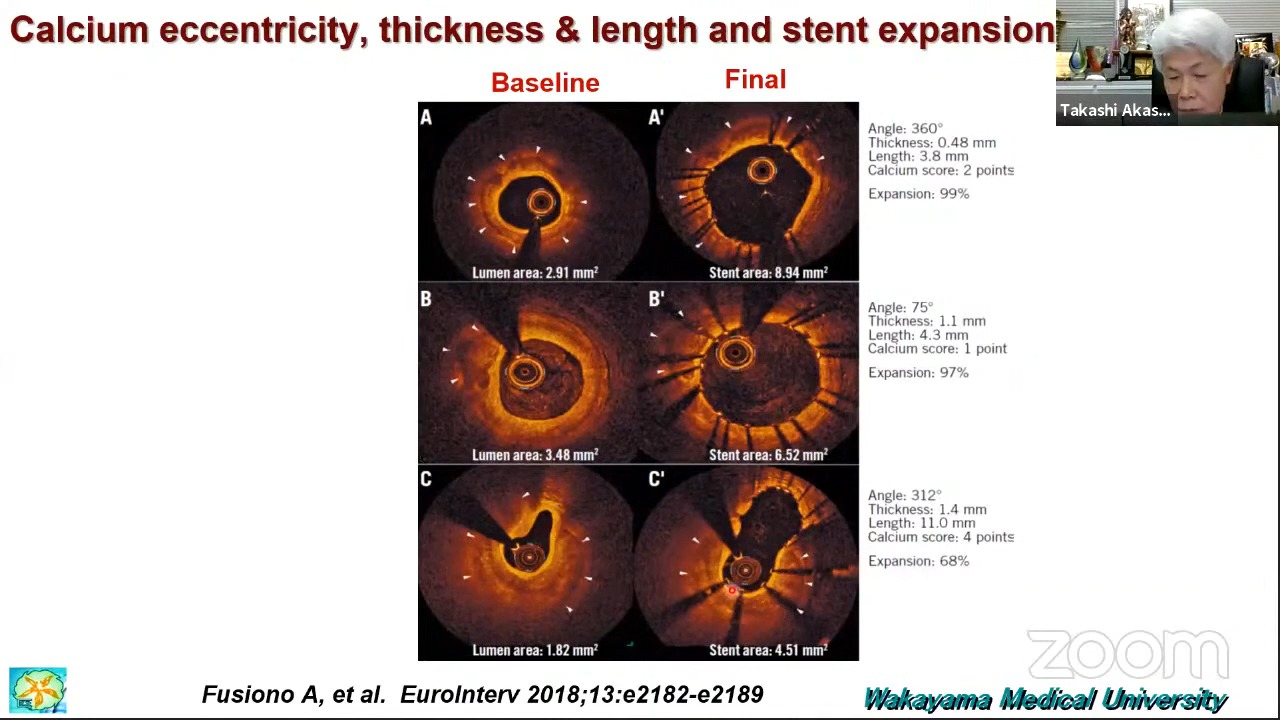 Calcium eccentricity, thickness & length and stent expansion
Takashi Akas...
Baseline
Final
A
A'
Angle: 360°
Thickness: 0.48 mm
Length: 3.8 mm
Calcium score: 2 points
Expansion: 99%
Lumen area: 2.91 mm²
Stent area: 8.94 mm²
B
B'
Angle: 75°
Thickness: 1.1 mm
Length: 4.3 mm
Calcium score: 1 point
Expansion: 97%
Lumen area: 3.48 mm²
Stent area: 6.52 mm²
C
C'
Angle: 312°
Thickness: 1.4 mm
Length: 11.0 mm
Calcium score: 4 points
Expansion: 68%
Lumen area: 1.82 mm²
Stent area: 4.51 mm²
zoom
Fusiono A, et al. EuroInterv 2018;13:e2182-e2189
Wakayama Medical University